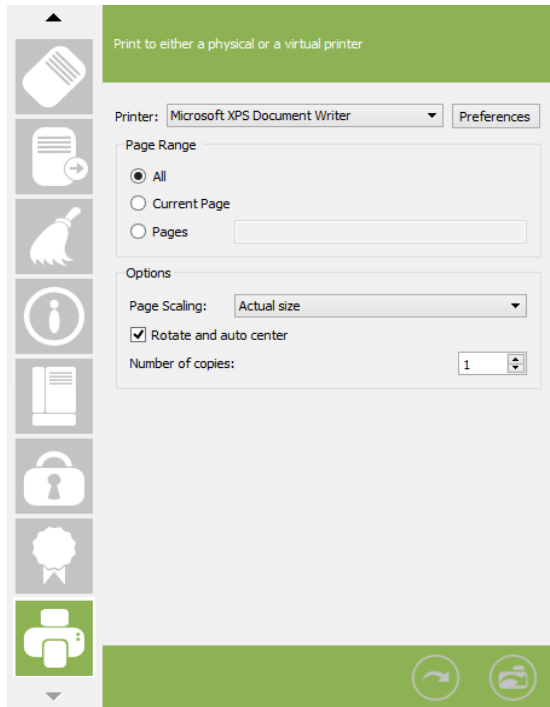 Print to either a physical or a virtual printer
Printer: Microsoft XPS Document Writer Preferences
Page Range
All
Current Page
Pages
Options
Page Scaling: Actual size
Rotate and auto center
Number of copies: 1